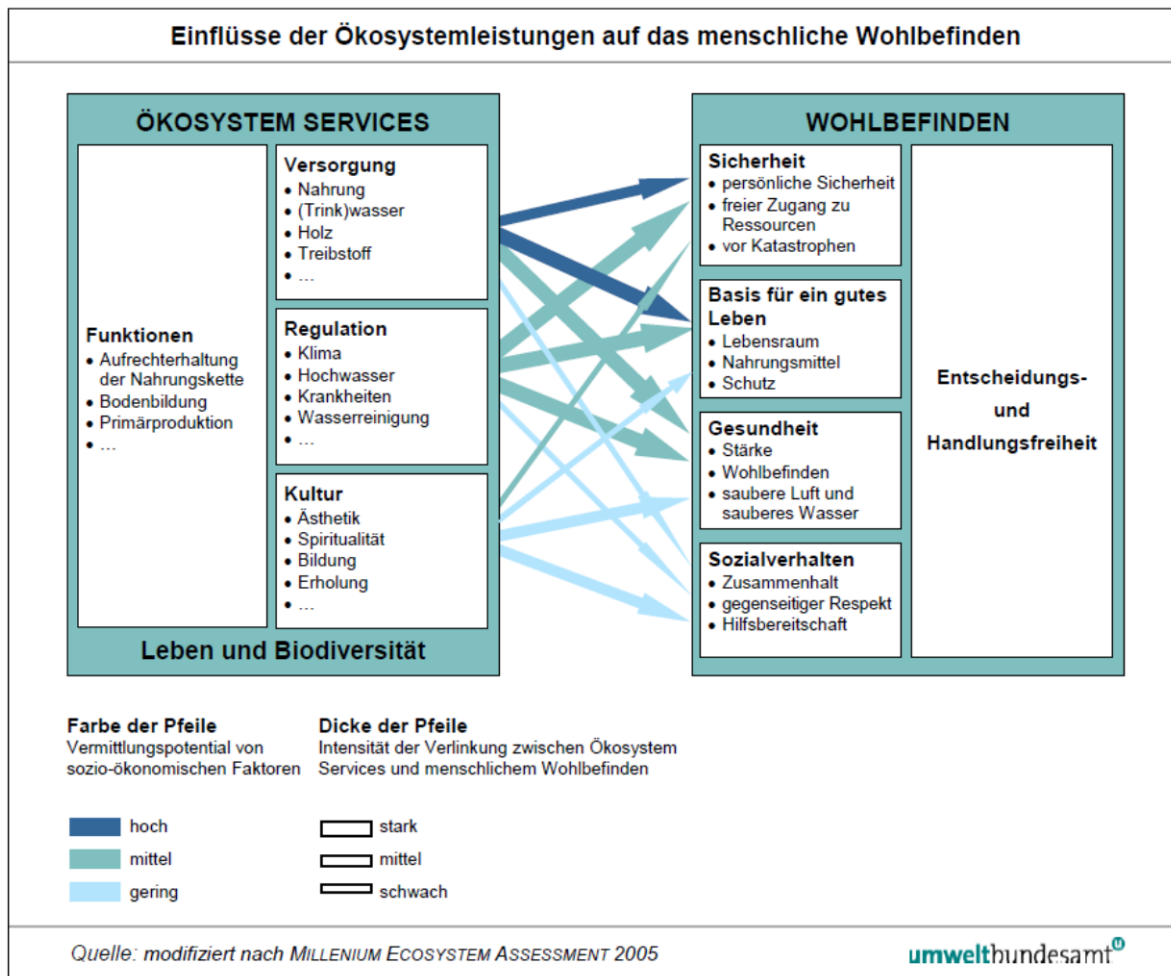 Einflüsse der Ökosystemleistungen auf das menschliche Wohlbefinden
ÖKOSYSTEM SERVICES
Funktionen
• Aufrechterhaltung
der Nahrungskette
• Bodenbildung
• Primärproduktion
• ...
Versorgung
• Nahrung
• (Trink)wasser
• Holz
• Treibstoff
• ...
Regulation
• Klima
• Hochwasser
• Krankheiten
• Wasserreinigung
• ...
Kultur
• Ästhetik
• Spiritualität
• Bildung
• Erholung
• ...
Leben und Biodiversität
WOHLBEFINDEN
Sicherheit
• persönliche Sicherheit
• freier Zugang zu
Ressourcen
• vor Katastrophen
Basis für ein gutes
Leben
• Lebensraum
• Nahrungsmittel
• Schutz
Gesundheit
• Stärke
• Wohlbefinden
• saubere Luft und
sauberes Wasser
Sozialverhalten
• Zusammenhalt
• gegenseitiger Respekt
• Hilfsbereitschaft
Entscheidungs-
und
Handlungsfreiheit
Farbe der Pfeile
Vermittlungspotential von
sozio-ökonomischen Faktoren
hoch
mittel
gering
Dicke der Pfeile
Intensität der Verlinkung zwischen Ökosystem
Services und menschlichem Wohlbefinden
stark
mittel
schwach
Quelle: modifiziert nach MILLENIUM ECOSYSTEM ASSESSMENT 2005
umweltbundesamt u